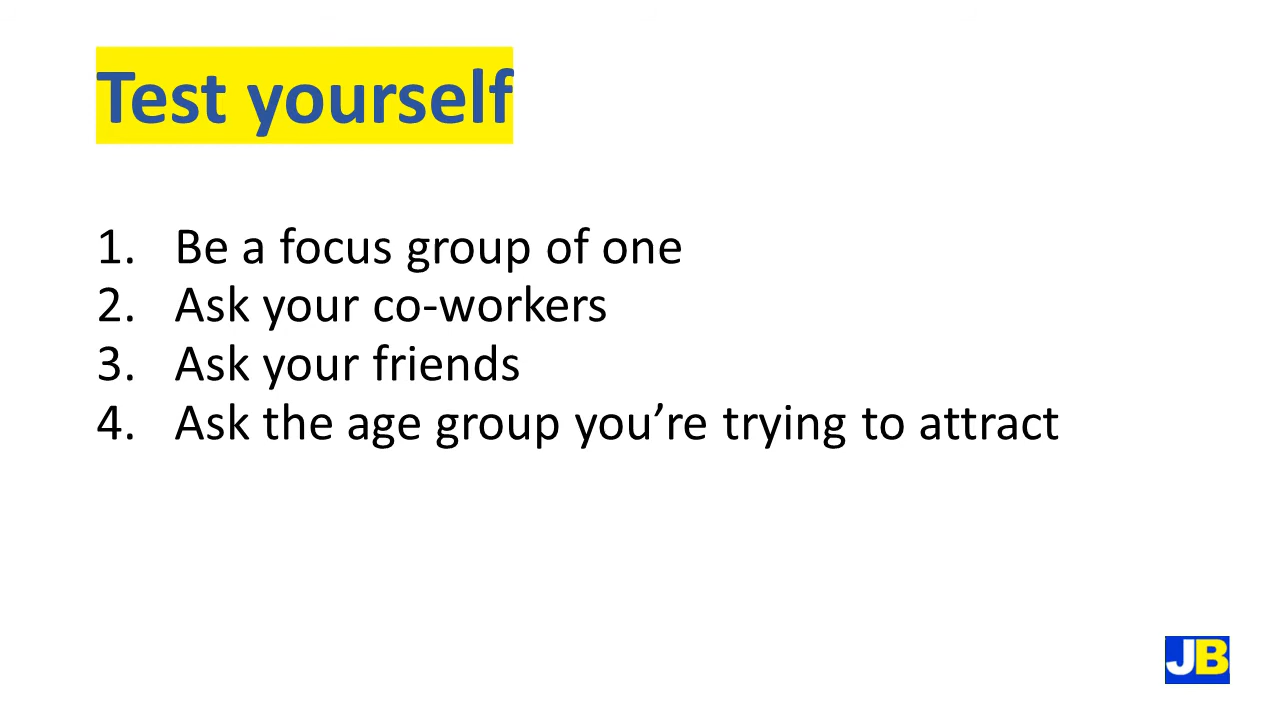 Test yourself
1. Be a focus group of one
2. Ask your co-workers
3. Ask your friends
4. Ask the age group you’re trying to attract
JB